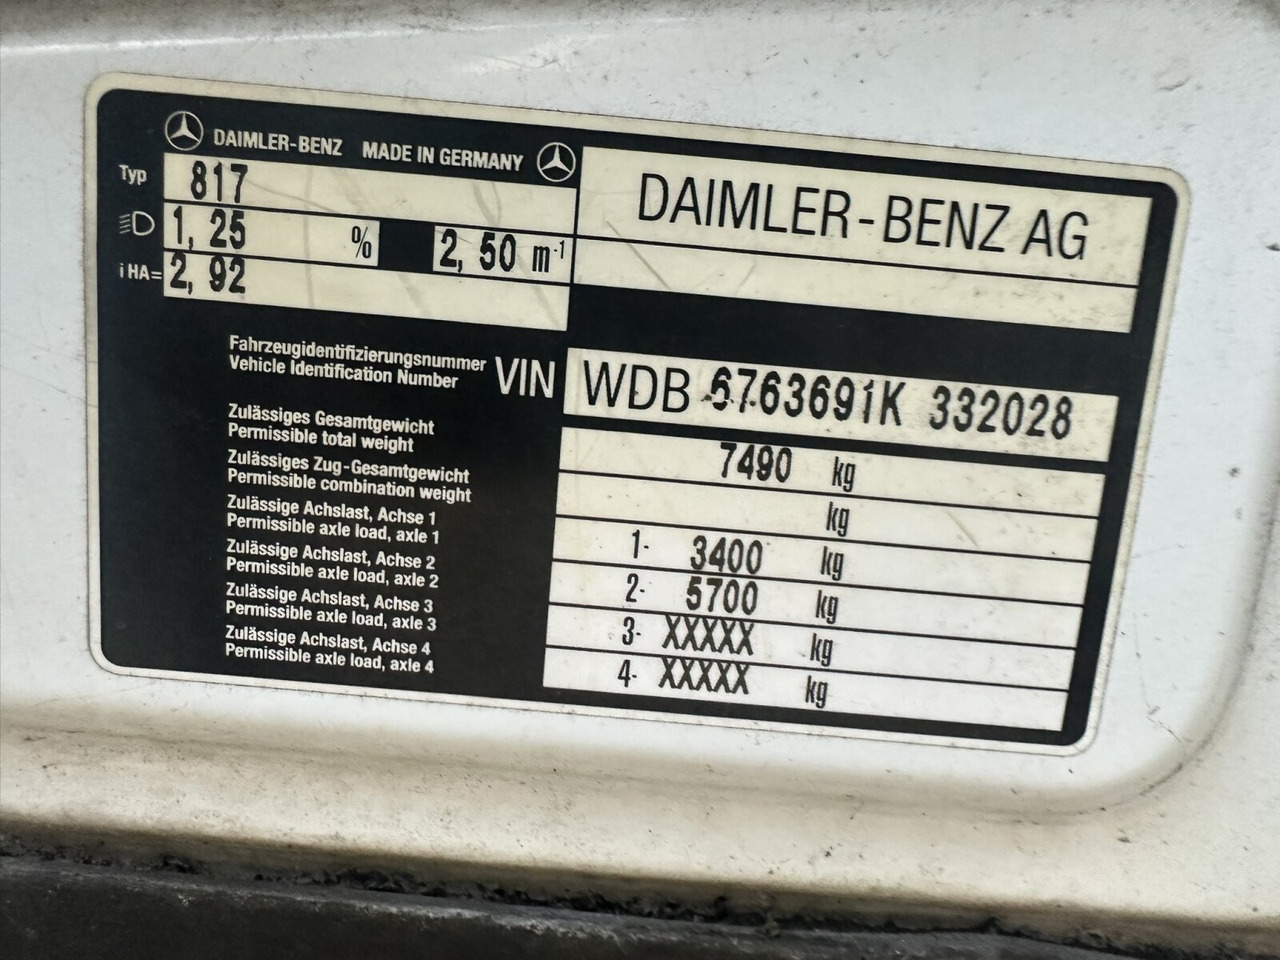 DAIMLER-BENZ MADE IN GERMANY
Typ 817
1, 25 % 2, 50 m-1
i HA= 2, 92
DAIMLER-BENZ AG
Fahrzeugidentifizierungsnummer
Vehicle Identification Number
VIN WDB 6763691K 332028
Zulässiges Gesamtgewicht
Permissible total weight
7490 kg
Zulässiges Zug-Gesamtgewicht
Permissible combination weight
kg
Zulässige Achslast, Achse 1
Permissible axle load, axle 1
1- 3400 kg
Zulässige Achslast, Achse 2
Permissible axle load, axle 2
2- 5700 kg
Zulässige Achslast, Achse 3
Permissible axle load, axle 3
3- XXXXX kg
Zulässige Achslast, Achse 4
Permissible axle load, axle 4
4- XXXXX kg